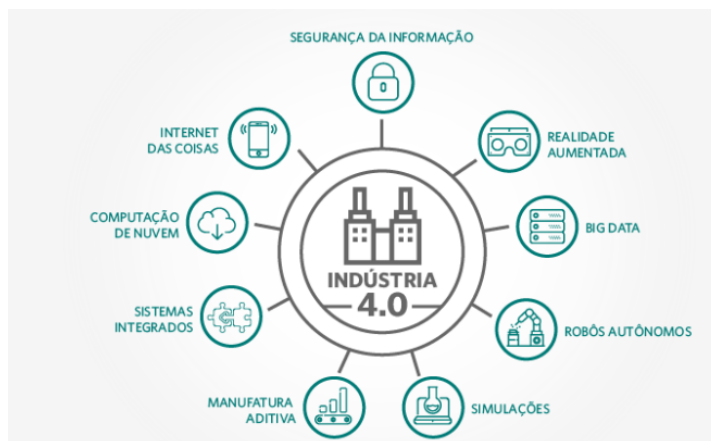 SEGURANÇA DA INFORMAÇÃO
INTERNET
DAS COISAS
REALIDADE
AUMENTADA
COMPUTAÇÃO
DE NUVEM
BIG DATA
INDÚSTRIA
4.0
SISTEMAS
INTEGRADOS
ROBÔS AUTÔNOMOS
MANUFATURA
ADITIVA
SIMULAÇÕES